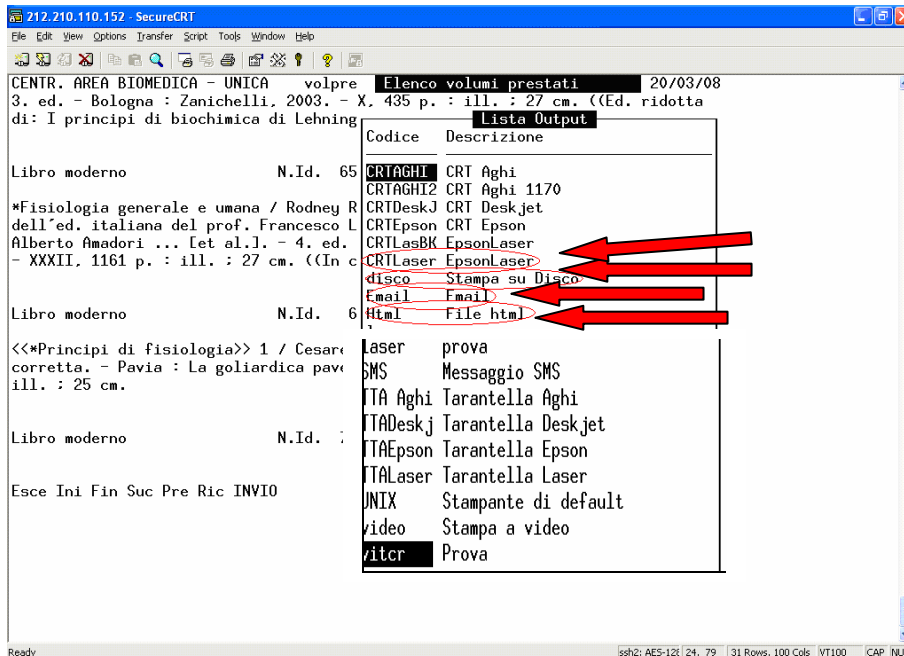 212.210.110.152 - SecureCRT
File Edit View Options Transfer Script Tools Window Help
CENTR. AREA BIOMEDICA - UNICA volpre Elenco volumi prestati 20/03/08
3. ed. - Bologna : Zanichelli, 2003. - X, 435 p. : ill. ; 27 cm. ((Ed. ridotta
di: I principi di biochimica di Lehning
Lista Output
Codice Descrizione
Libro moderno N.Id. 65
CRTAGHI CRT Aghi
CRTAGHI2 CRT Aghi 1170
*Fisiologia generale e umana / Rodney R
CRTDeskJ CRT Deskjet
dell´ed. italiana del prof. Francesco L
CRTEpson CRT Epson
Alberto Amadori ... [et al.]. - 4. ed.
CRTLasBK EpsonLaser
- XXXII, 1161 p. : ill. ; 27 cm. ((In c
CRTLaser EpsonLaser
disco Stampa su Disco
Email Email
Libro moderno N.Id. 6
Html File html
<<*Principi di fisiologia>> 1 / Cesare
laser prova
corretta. - Pavia : La goliardica pave
SMS Messaggio SMS
ill. ; 25 cm.
TTA Aghi Tarantella Aghi
TTADeskj Tarantella Deskjet
Libro moderno N.Id.
TTAEpson Tarantella Epson
TTALaser Tarantella Laser
Esce Ini Fin Suc Pre Ric INVIO
UNIX Stampante di default
video Stampa a video
vitcr Prova
Ready ssh2: AES-128 24, 79 31 Rows, 100 Cols VT100 CAP NU